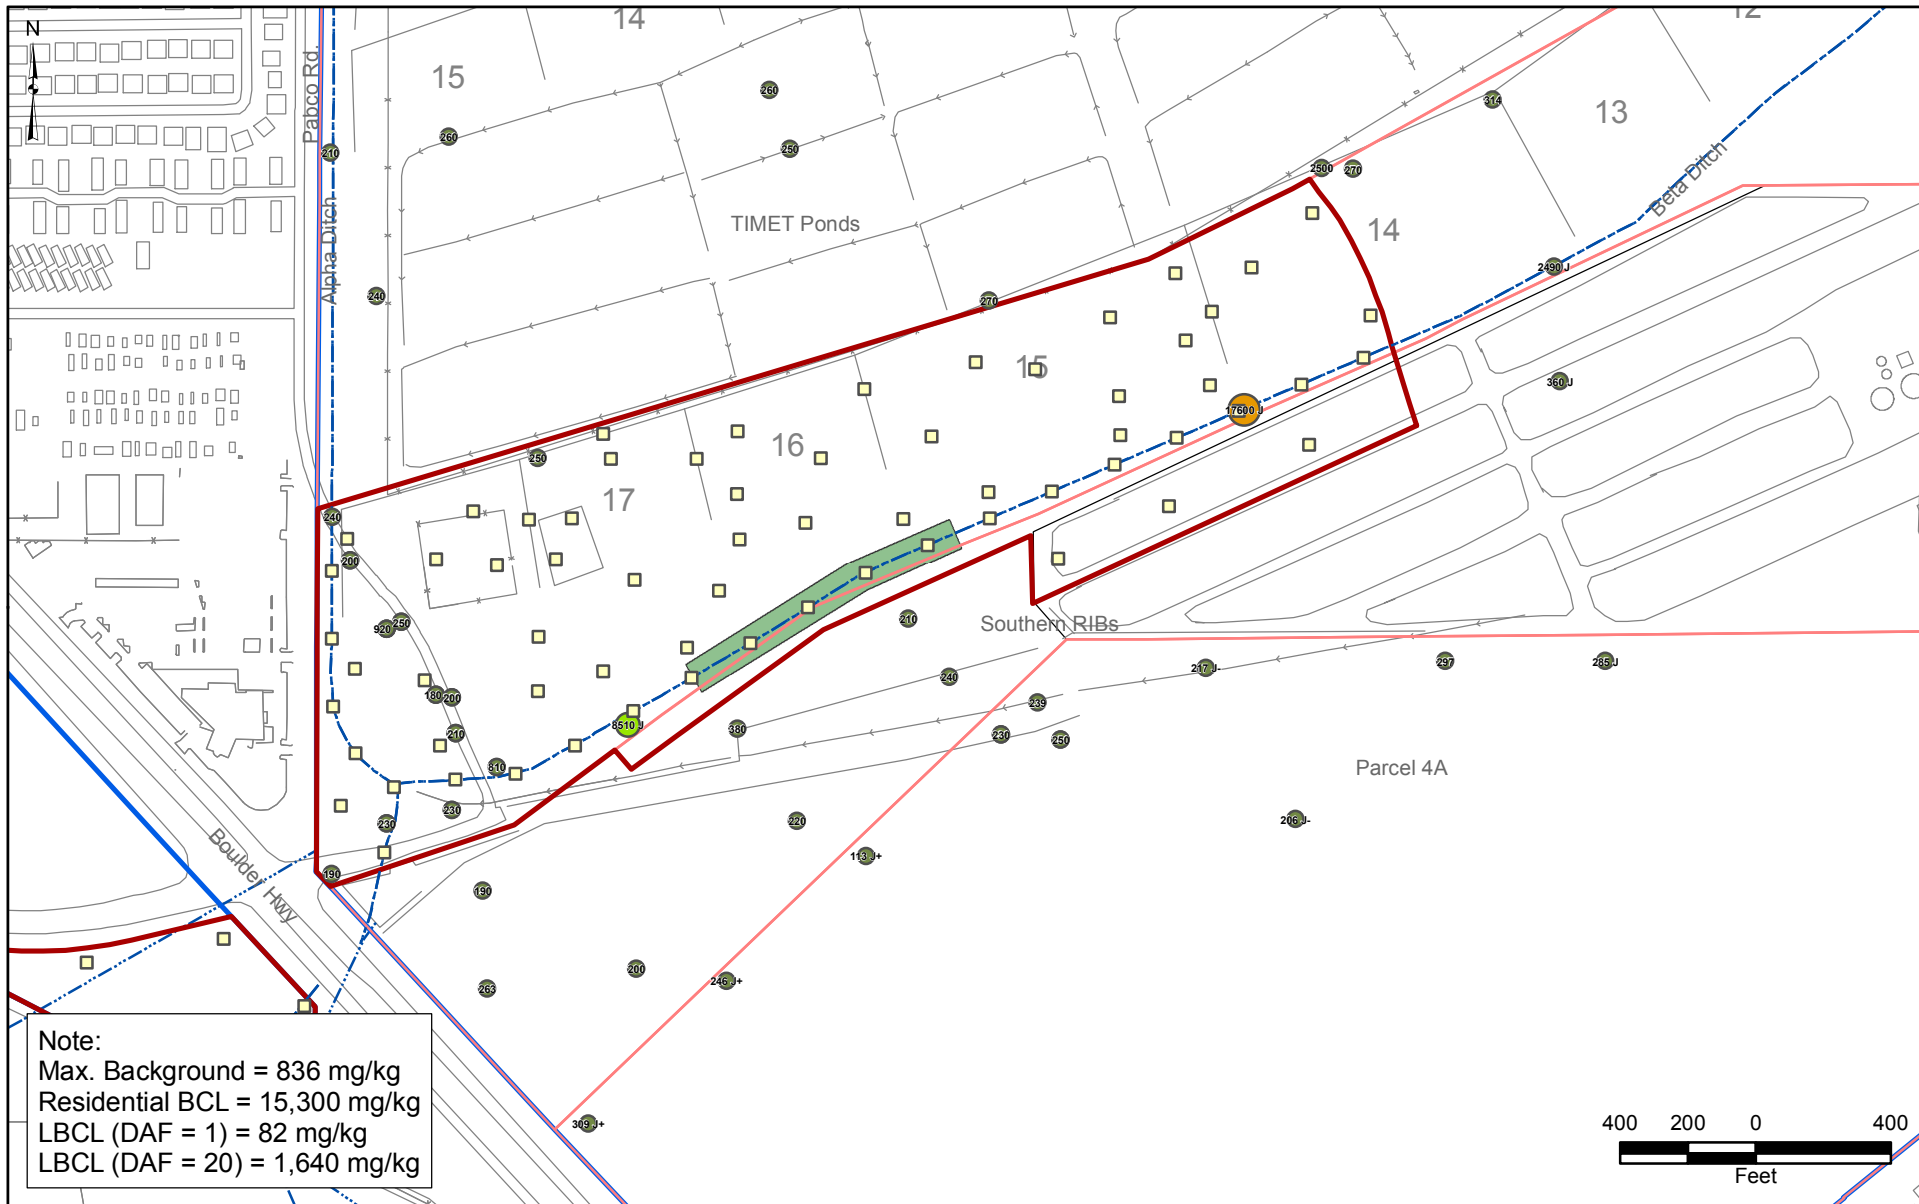 14
12
N
15
Pabco Rd.
260
314
13
260
210
250
2500
270
Beta Ditch
TIMET Ponds
14
Alpha Ditch
2490 J
240
270
15
360 J
17600 J
16
250
17
240
200
210
Southern RIBs
920
250
217 J-
297
285 J
240
180
200
239
8510 J
380
230
250
210
810
Parcel 4A
230
230
220
206 J-
Boulder Hwy
113 J+
190
190
200
246 J+
263
Note:
Max. Background = 836 mg/kg
Residential BCL = 15,300 mg/kg
LBCL (DAF = 1) = 82 mg/kg
LBCL (DAF = 20) = 1,640 mg/kg
309 J+
400 200 0 400
Feet